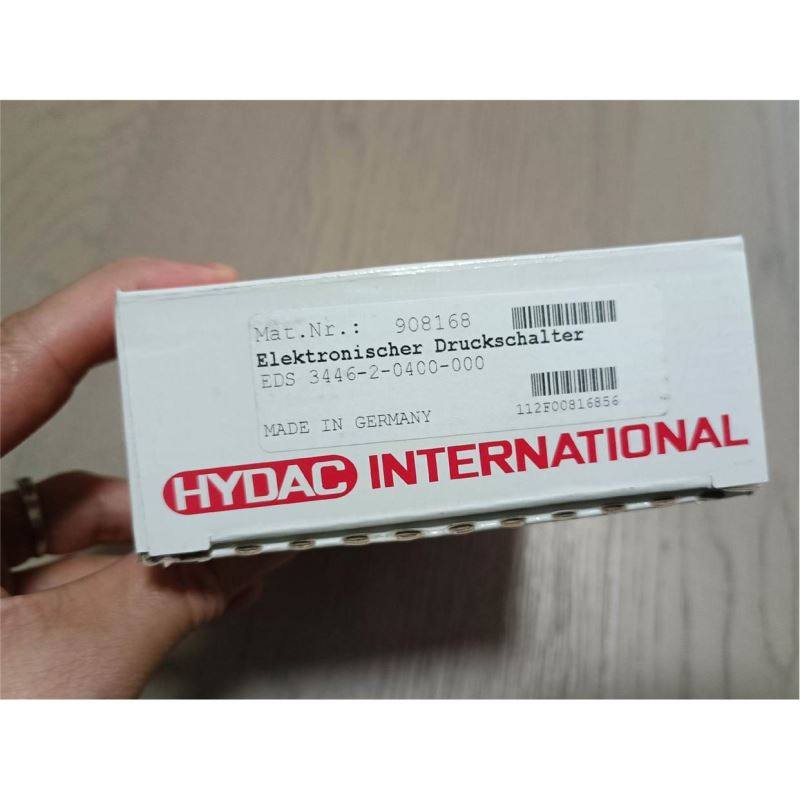 Mat.Nr.: 908168
Elektronischer Druckschalter
EDS 3446-2-0400-000
MADE IN GERMANY 112F00816856
HYDAC INTERNATIONAL